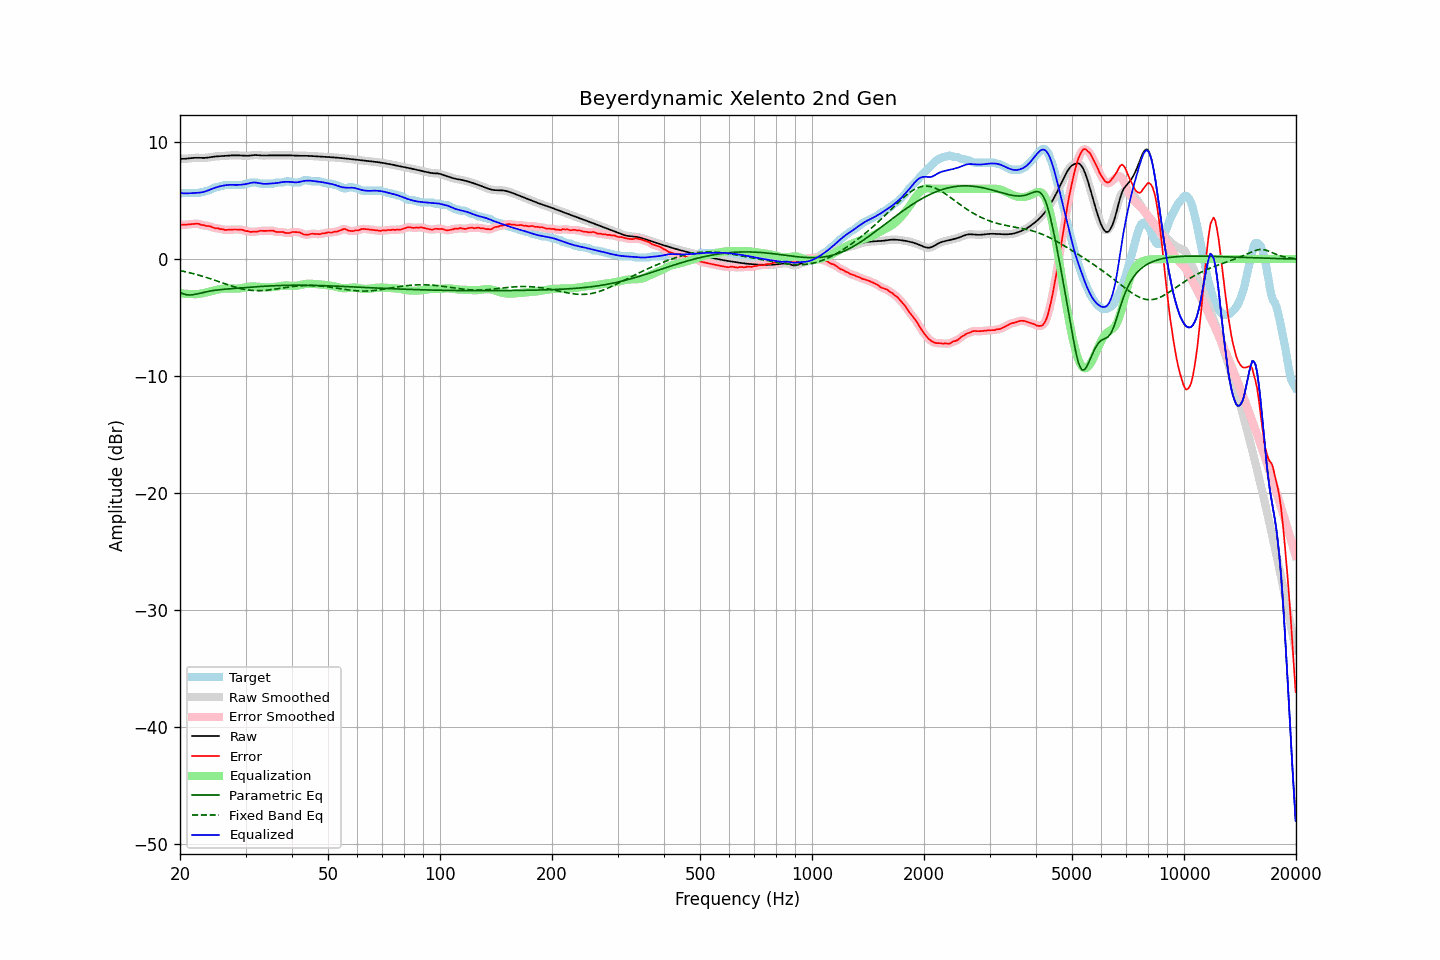 Beyerdynamic Xelento 2nd Gen
Amplitude (dBr)
10
0
−10
−20
−30
−40
−50
Target
Raw Smoothed
Error Smoothed
Raw
Error
Equalization
Parametric Eq
Fixed Band Eq
Equalized
20 50 100 200 500 1000 2000 5000 10000 20000
Frequency (Hz)